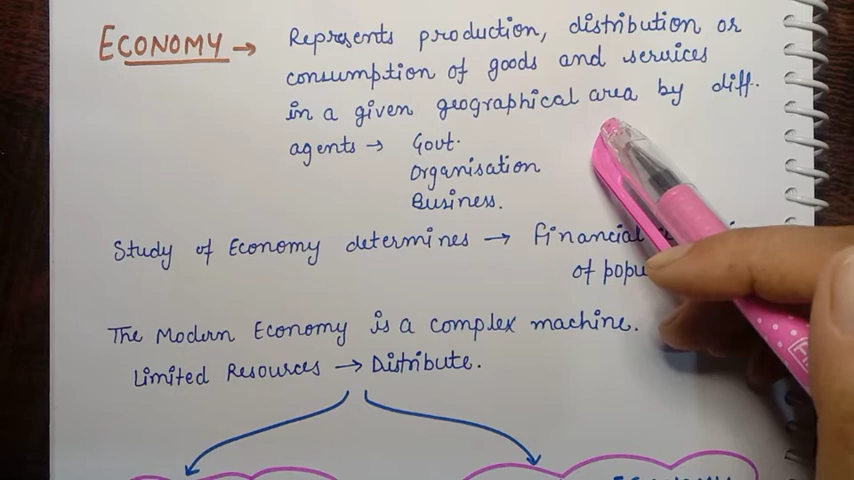 ECONOMY → Represents production, distribution or
consumption of goods and services
in a given geographical area by diff..
agents → Govt.
Organisation
Business.
Study of Economy determines → Financial
of popu
The Modern Economy is a complex machine.
Limited Resources → Distribute.
ECONOMY